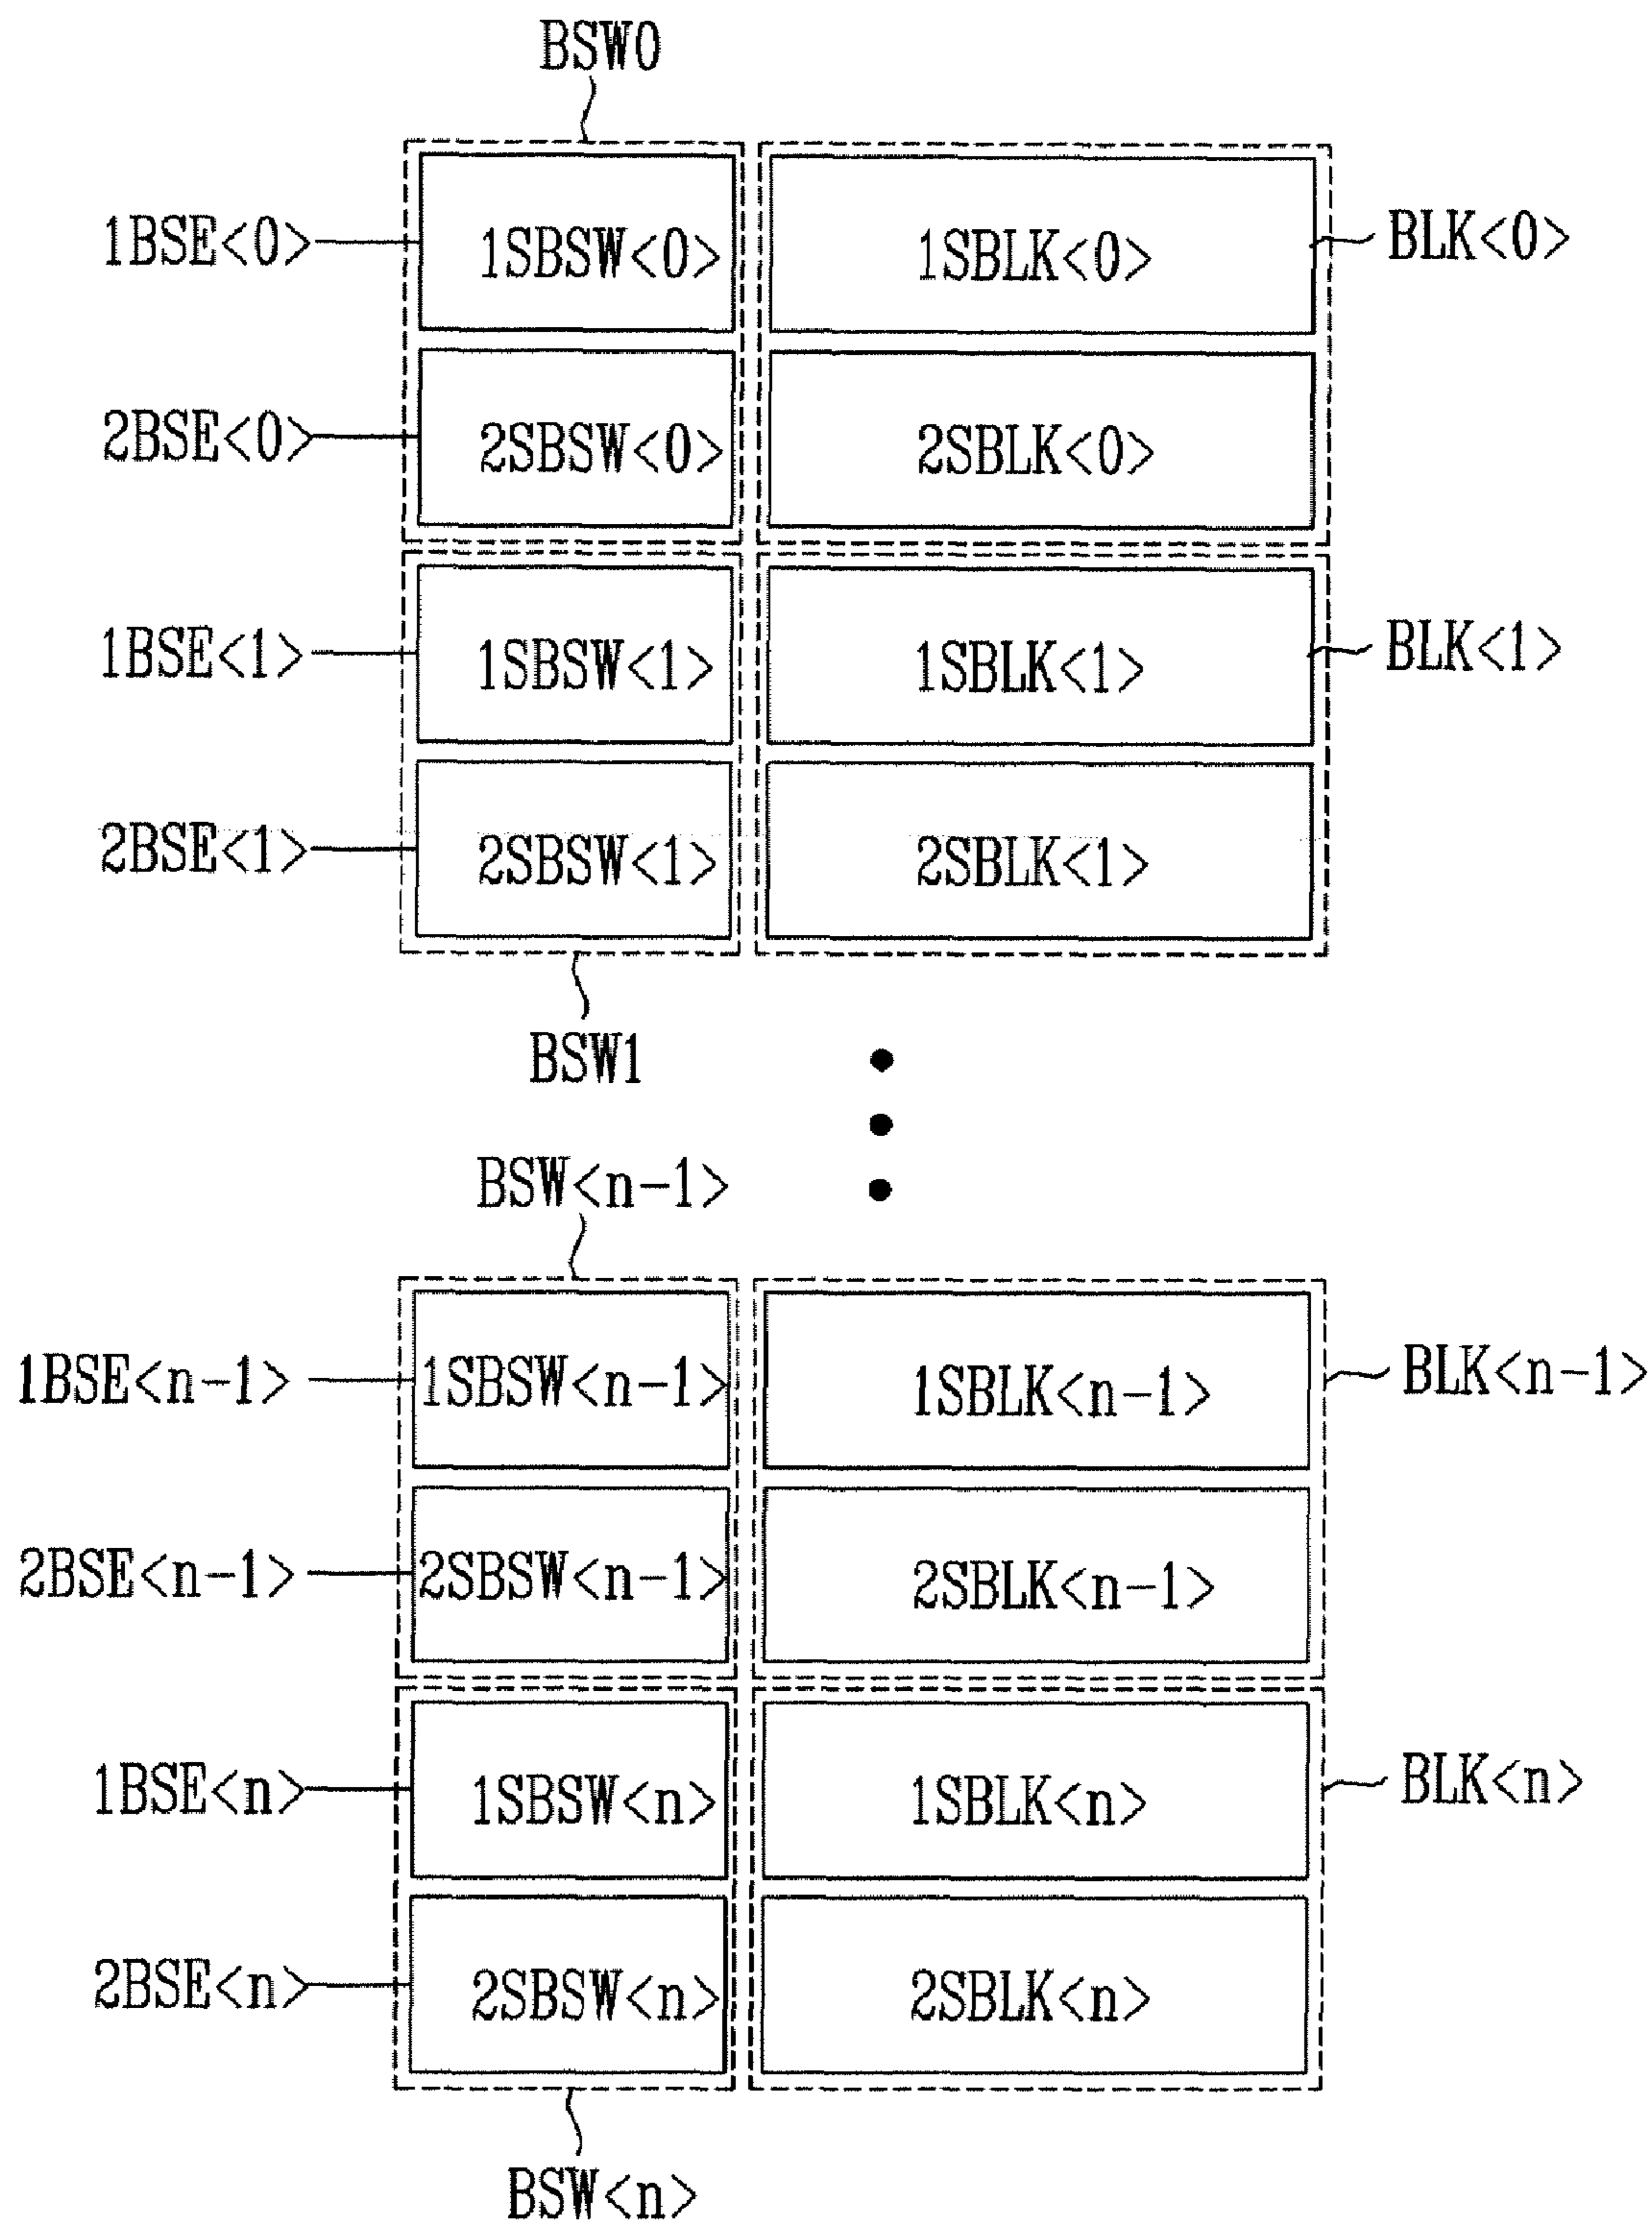 BSW0
1BSE<0> 1SBSW<0> 1SBLK<0> BLK<0>
2BSE<0> 2SBSW<0> 2SBLK<0>
1BSE<1> 1SBSW<1> 1SBLK<1> BLK<1>
2BSE<1> 2SBSW<1> 2SBLK<1>
BSW1
BSW<n-1>
1BSE<n-1> 1SBSW<n-1> 1SBLK<n-1> BLK<n-1>
2BSE<n-1> 2SBSW<n-1> 2SBLK<n-1>
1BSE<n> 1SBSW<n> 1SBLK<n> BLK<n>
2BSE<n> 2SBSW<n> 2SBLK<n>
BSW<n>